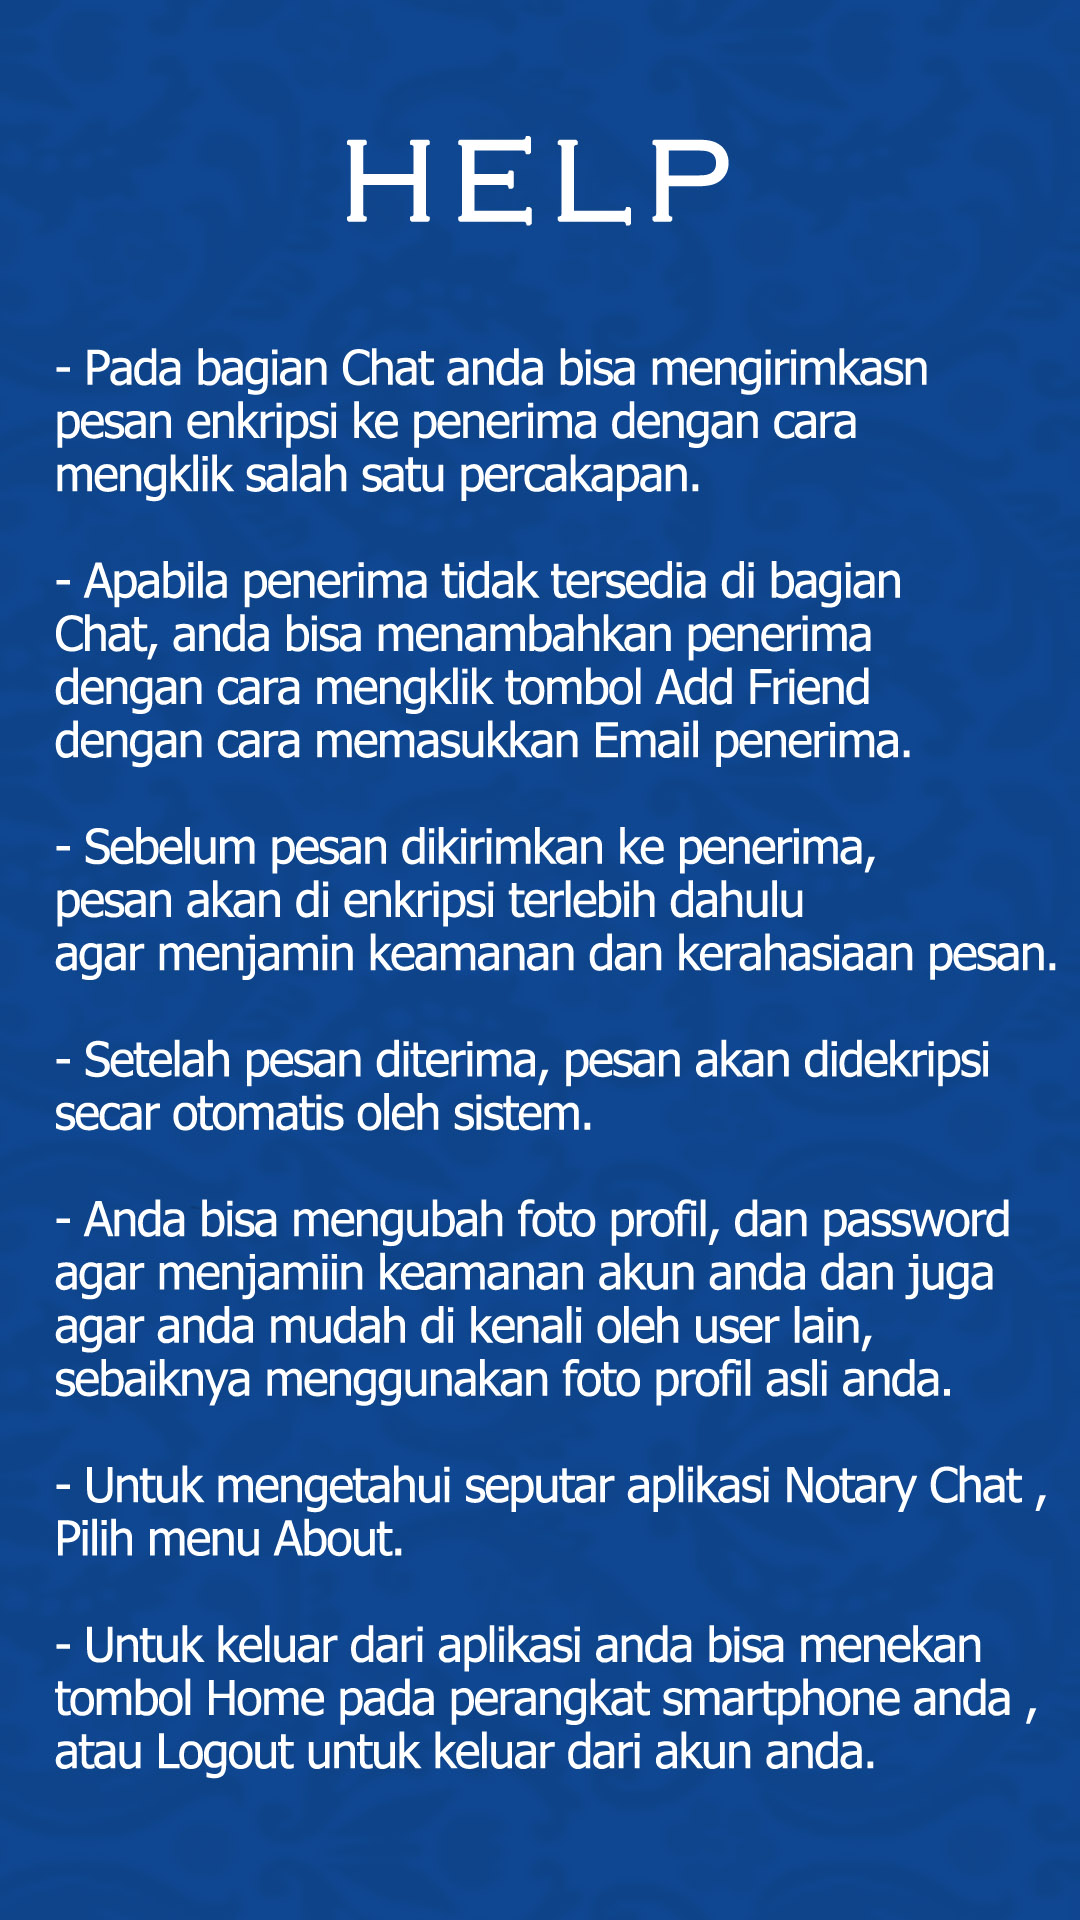 HELP
- Pada bagian Chat anda bisa mengirimkasn
pesan enkripsi ke penerima dengan cara
mengklik salah satu percakapan.
- Apabila penerima tidak tersedia di bagian
Chat, anda bisa menambahkan penerima
dengan cara mengklik tombol Add Friend
dengan cara memasukkan Email penerima.
- Sebelum pesan dikirimkan ke penerima,
pesan akan di enkripsi terlebih dahulu
agar menjamin keamanan dan kerahasiaan pesan.
- Setelah pesan diterima, pesan akan didekripsi
secar otomatis oleh sistem.
- Anda bisa mengubah foto profil, dan password
agar menjamiin keamanan akun anda dan juga
agar anda mudah di kenali oleh user lain,
sebaiknya menggunakan foto profil asli anda.
- Untuk mengetahui seputar aplikasi Notary Chat ,
Pilih menu About.
- Untuk keluar dari aplikasi anda bisa menekan
tombol Home pada perangkat smartphone anda ,
atau Logout untuk keluar dari akun anda.